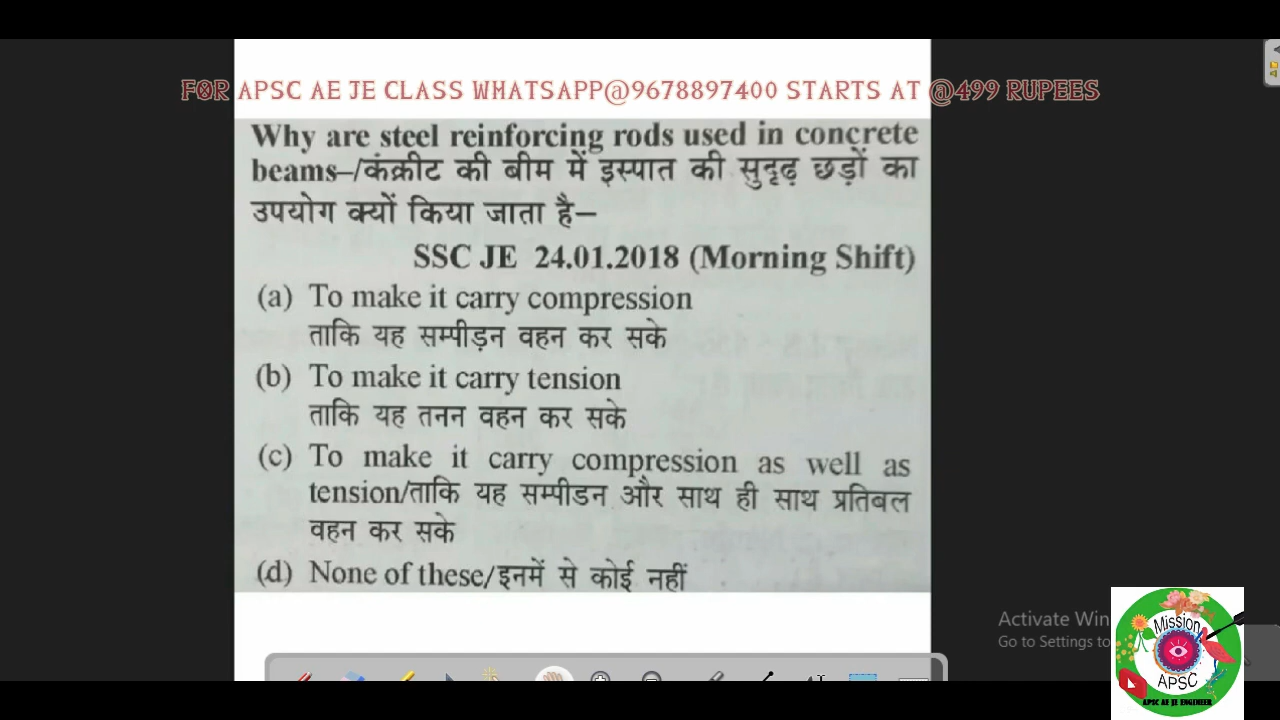 FOR APSC AE JE CLASS WHATSAPP@9678897400 STARTS AT @499 RUPEES
Why are steel reinforcing rods used in concrete
beams–/कंक्रीट की बीम में इस्पात की सुदृढ़ छड़ों का
उपयोग क्यों किया जाता है–
SSC JE 24.01.2018 (Morning Shift)
(a) To make it carry compression
ताकि यह सम्पीड़न वहन कर सके
(b) To make it carry tension
ताकि यह तनन वहन कर सके
(c) To make it carry compression as well as
tension/ताकि यह सम्पीडन और साथ ही साथ प्रतिबल
वहन कर सके
(d) None of these/इनमें से कोई नहीं
Activate Win
Go to Settings to
Mission
APSC
APSC AE JE ENGINEER